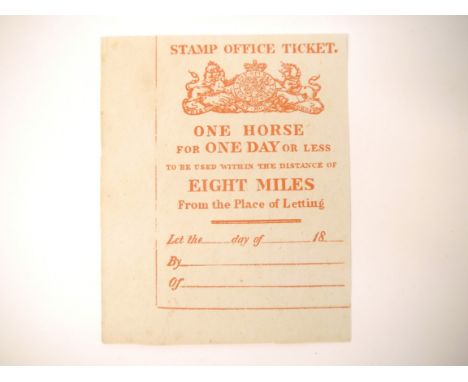 STAMP OFFICE TICKET.
ONE HORSE
FOR ONE DAY OR LESS
TO BE USED WITHIN THE DISTANCE OF
EIGHT MILES
From the Place of Letting
Let the day of 18
By
Of